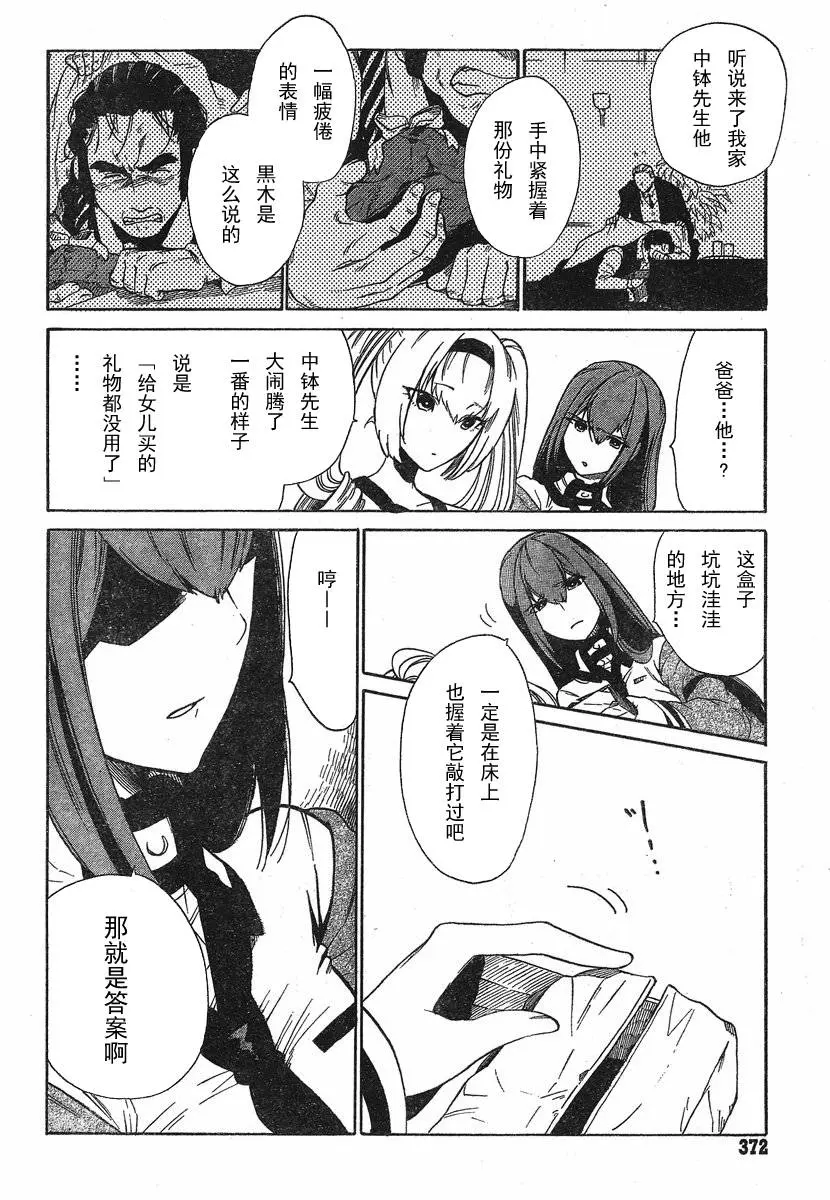 听说来了我家
中钵先生他
手中紧握着
那份礼物
一幅疲倦
的表情
黒木是
这么说的
爸爸…他…?
中钵先生
大闹腾了
一番的样子
说是
「给女儿买的
礼物都没用了」
……
这盒子
坑坑洼洼
的地方…
一定是在床上
也握着它敲打过吧
哼——
那就是答案啊
372